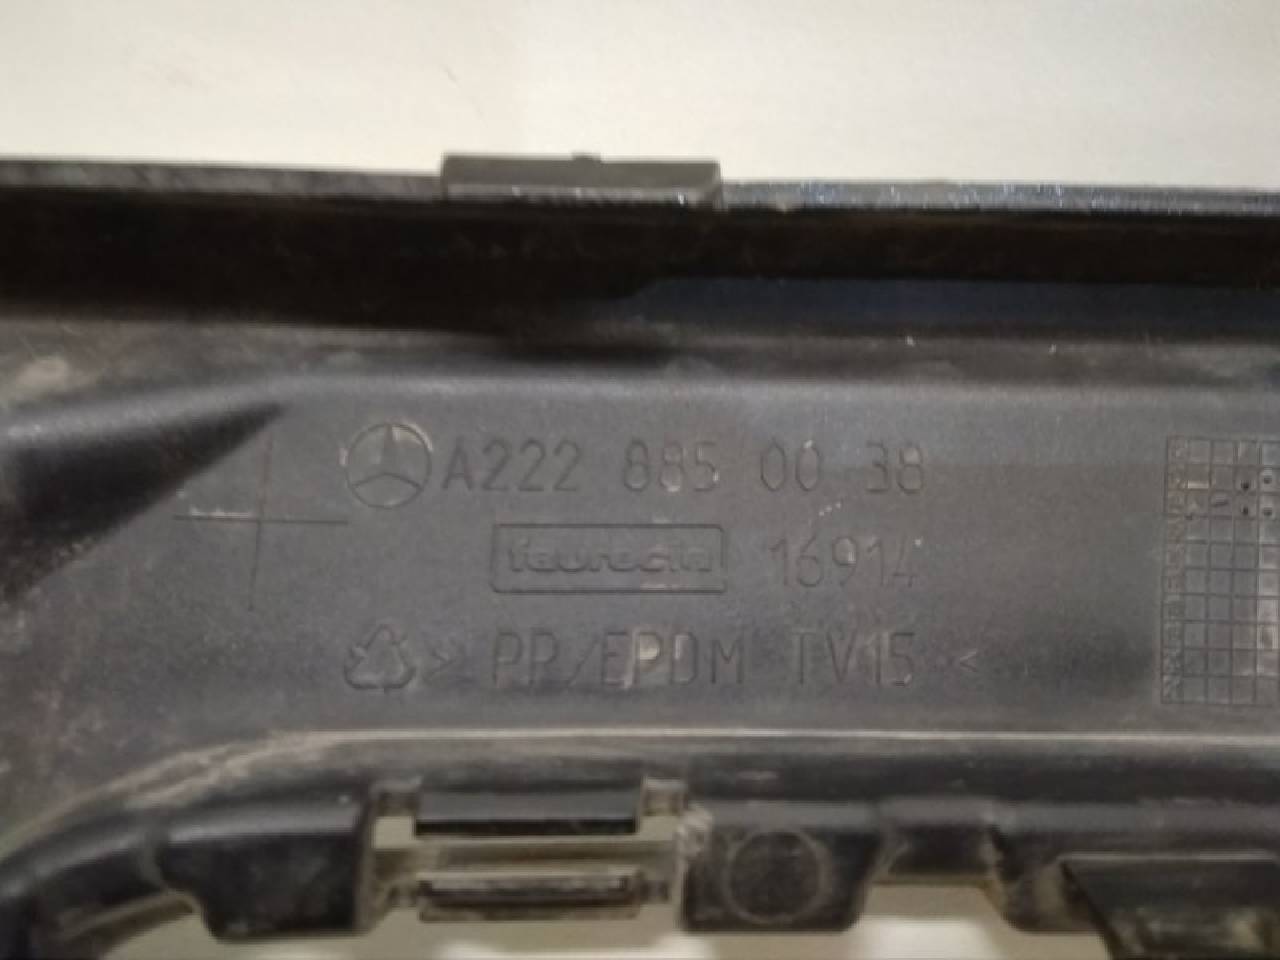 A222 885 00 38
faurecia 16914
> PP/EPDM TV15 <